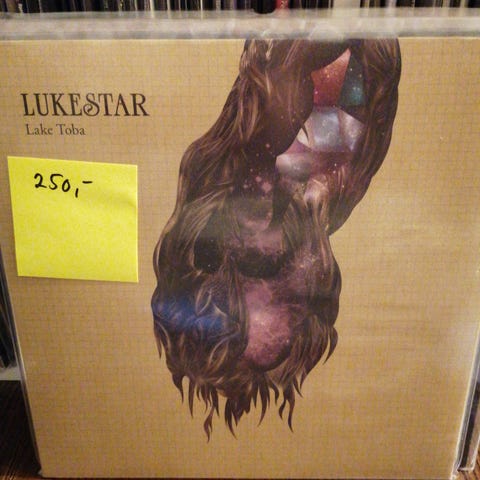 LUKESTAR
Lake Toba
250,-